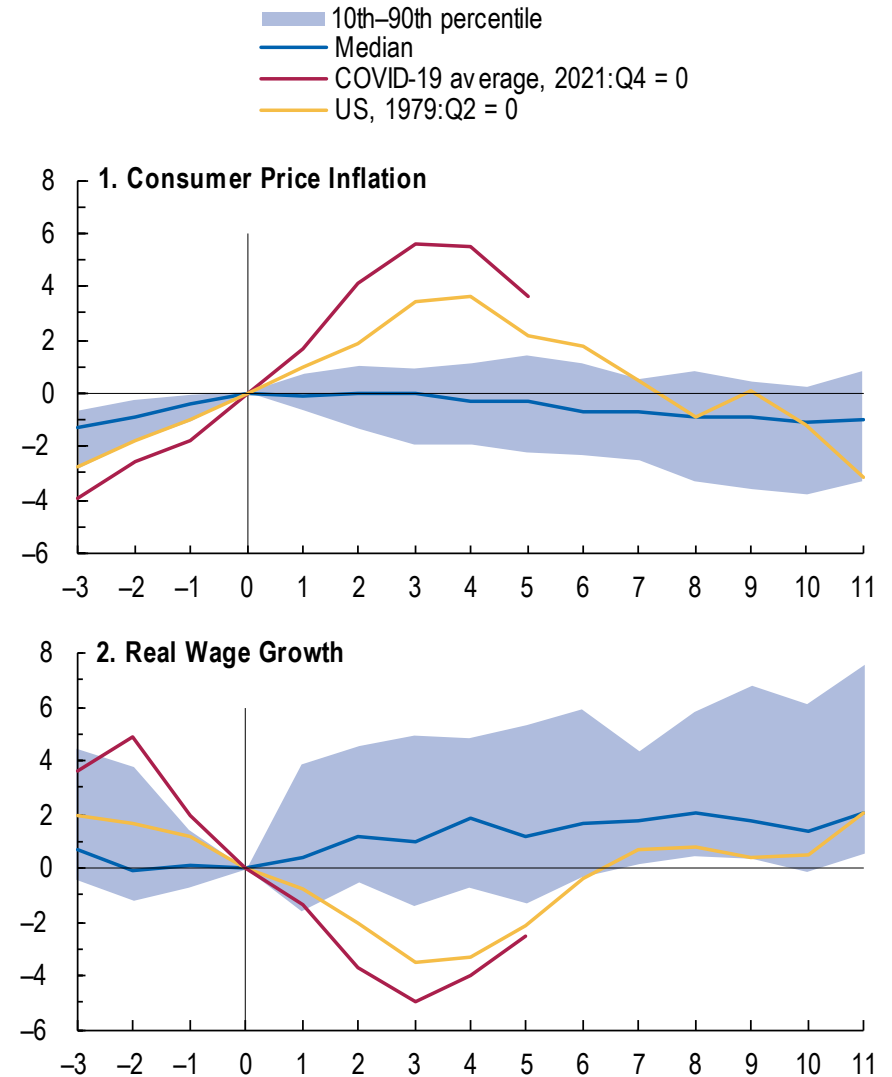 10th–90th percentile
Median
COVID-19 average, 2021:Q4 = 0
US, 1979:Q2 = 0
1. Consumer Price Inflation
8
6
4
2
0
–2
–4
–6
–3 –2 –1 0 1 2 3 4 5 6 7 8 9 10 11
2. Real Wage Growth
8
6
4
2
0
–2
–4
–6
–3 –2 –1 0 1 2 3 4 5 6 7 8 9 10 11